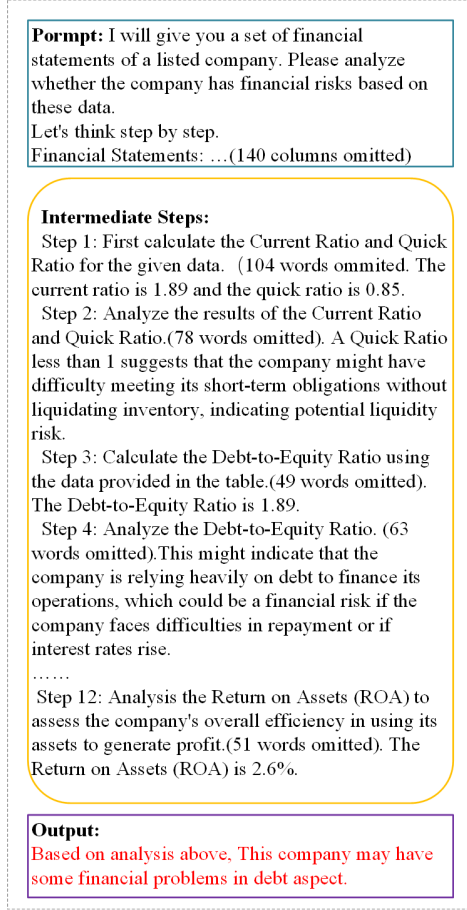 Pormpt: I will give you a set of financial
statements of a listed company. Please analyze
whether the company has financial risks based on
these data.
Let's think step by step.
Financial Statements: …(140 columns omitted)
Intermediate Steps:
Step 1: First calculate the Current Ratio and Quick
Ratio for the given data.（104 words ommited. The
current ratio is 1.89 and the quick ratio is 0.85.
Step 2: Analyze the results of the Current Ratio
and Quick Ratio.(78 words omitted). A Quick Ratio
less than 1 suggests that the company might have
difficulty meeting its short-term obligations without
liquidating inventory, indicating potential liquidity
risk.
Step 3: Calculate the Debt-to-Equity Ratio using
the data provided in the table.(49 words omitted).
The Debt-to-Equity Ratio is 1.89.
Step 4: Analyze the Debt-to-Equity Ratio. (63
words omitted).This might indicate that the
company is relying heavily on debt to finance its
operations, which could be a financial risk if the
company faces difficulties in repayment or if
interest rates rise.
……
Step 12: Analysis the Return on Assets (ROA) to
assess the company's overall efficiency in using its
assets to generate profit.(51 words omitted). The
Return on Assets (ROA) is 2.6%.
Output:
Based on analysis above, This company may have
some financial problems in debt aspect.